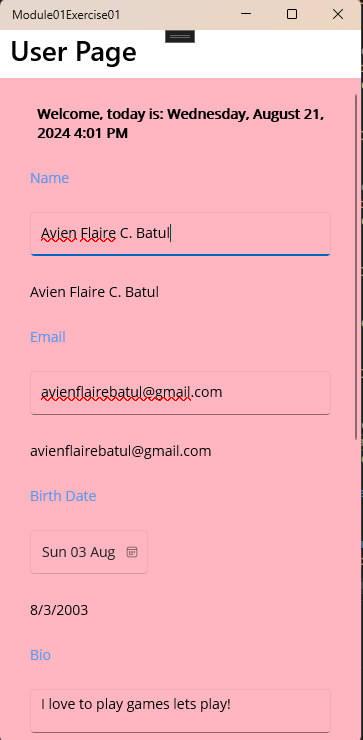 Module01Exercise01
User Page
Welcome, today is: Wednesday, August 21,
2024 4:01 PM
Name
Avien Flaire C. Batul
Avien Flaire C. Batul
Email
avienflairebatul@gmail.com
avienflairebatul@gmail.com
Birth Date
Sun 03 Aug
8/3/2003
Bio
I love to play games lets play!